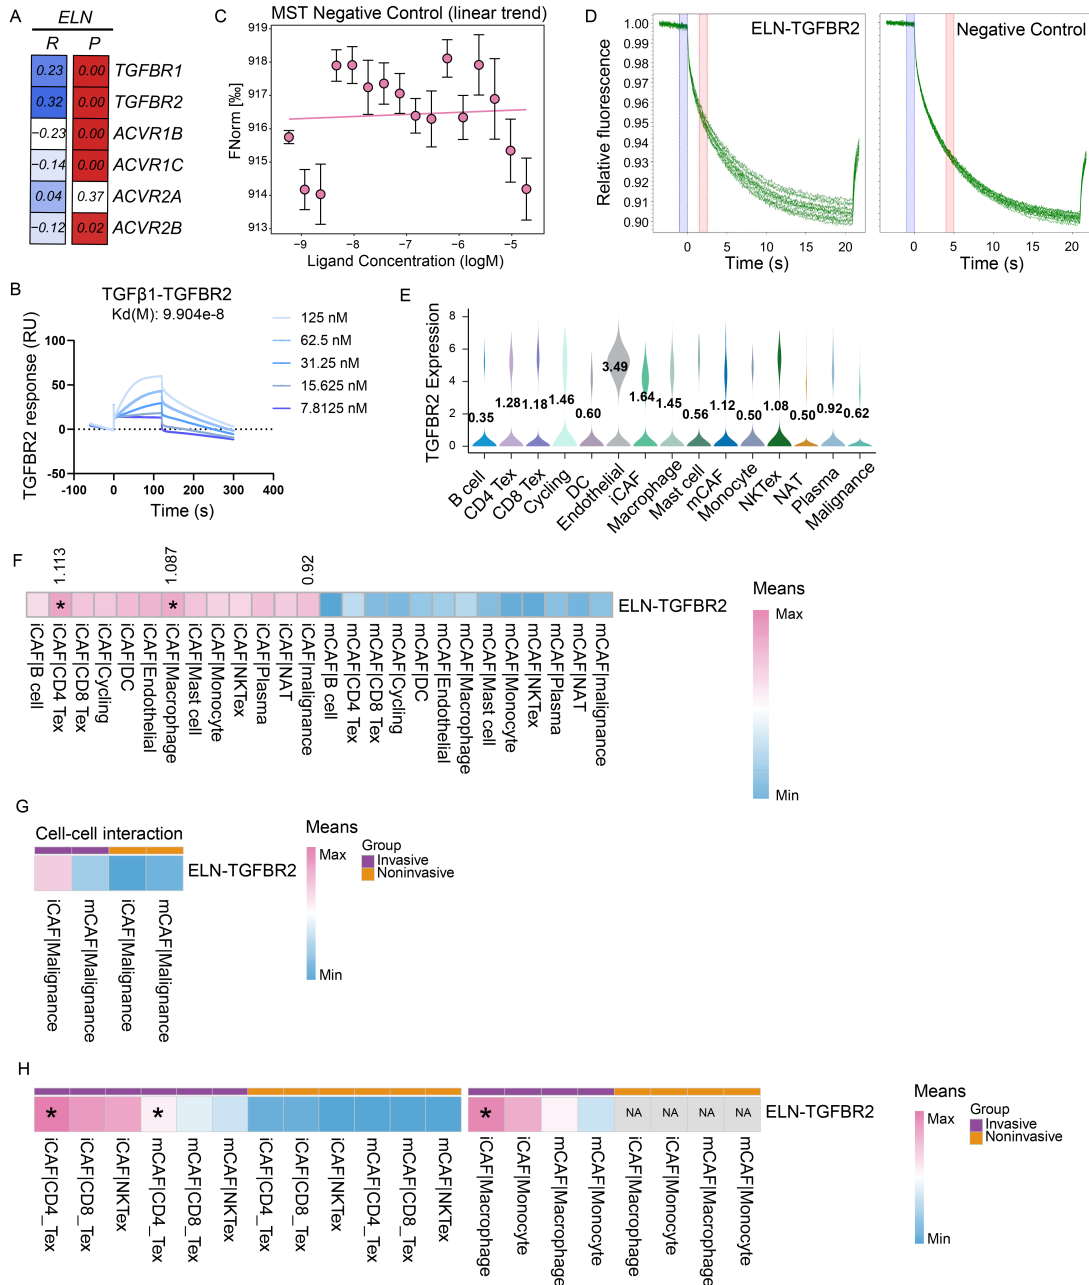 A
ELN
R P
0.23 0.00 TGFBR1
0.32 0.00 TGFBR2
−0.23 0.00 ACVR1B
−0.14 0.00 ACVR1C
0.04 0.37 ACVR2A
−0.12 0.02 ACVR2B
B
TGFβ1-TGFBR2
Kd(M): 9.904e-8
TGFBR2 response (RU)
100
50
0
-50
-100 0 100 200 300 400
Time (s)
125 nM
62.5 nM
31.25 nM
15.625 nM
7.8125 nM
C
MST Negative Control (linear trend)
FNorm [‰]
919
918
917
916
915
914
913
−9 −8 −7 −6 −5
Ligand Concentration (logM)
D
Relative fluorescence
1.00
0.99
0.98
0.97
0.96
0.95
0.94
0.93
0.92
0.91
0.90
ELN-TGFBR2
0 5 10 15 20
Time (s)
Negative Control
0 5 10 15 20
Time (s)
E
TGFBR2 Expression
8
6
4
2
0
0.35 1.28 1.18 1.46 0.60 3.49 1.64 1.45 0.56 1.12 0.50 1.08 0.50 0.92 0.62
B cell
CD4 Tex
CD8 Tex
Cycling
DC
Endothelial
iCAF
Macrophage
Mast cell
mCAF
Monocyte
NKTex
NAT
Plasma
Malignance
F
1.113 1.087 0.92
* *
ELN-TGFBR2
iCAF|B cell
iCAF|CD4 Tex
iCAF|CD8 Tex
iCAF|Cycling
iCAF|DC
iCAF|Endothelial
iCAF|Macrophage
iCAF|Mast cell
iCAF|Monocyte
iCAF|NKTex
iCAF|Plasma
iCAF|NAT
iCAF|malignance
mCAF|B cell
mCAF|CD4 Tex
mCAF|CD8 Tex
mCAF|Cycling
mCAF|DC
mCAF|Endothelial
mCAF|Macrophage
mCAF|Mast cell
mCAF|Monocyte
mCAF|NKTex
mCAF|Plasma
mCAF|NAT
mCAF|malignance
Means
Max
Min
G
Cell-cell interaction
ELN-TGFBR2
iCAF|Malignance
mCAF|Malignance
iCAF|Malignance
mCAF|Malignance
Means
Max
Min
Group
Invasive
Noninvasive
H
* * *
NA NA NA NA
ELN-TGFBR2
iCAF|CD4_Tex
iCAF|CD8_Tex
iCAF|NKTex
mCAF|CD4_Tex
mCAF|CD8_Tex
mCAF|NKTex
iCAF|CD4_Tex
iCAF|CD8_Tex
iCAF|NKTex
mCAF|CD4_Tex
mCAF|CD8_Tex
mCAF|NKTex
iCAF|Macrophage
iCAF|Monocyte
mCAF|Macrophage
mCAF|Monocyte
iCAF|Macrophage
iCAF|Monocyte
mCAF|Macrophage
mCAF|Monocyte
Means
Max
Min
Group
Invasive
Noninvasive